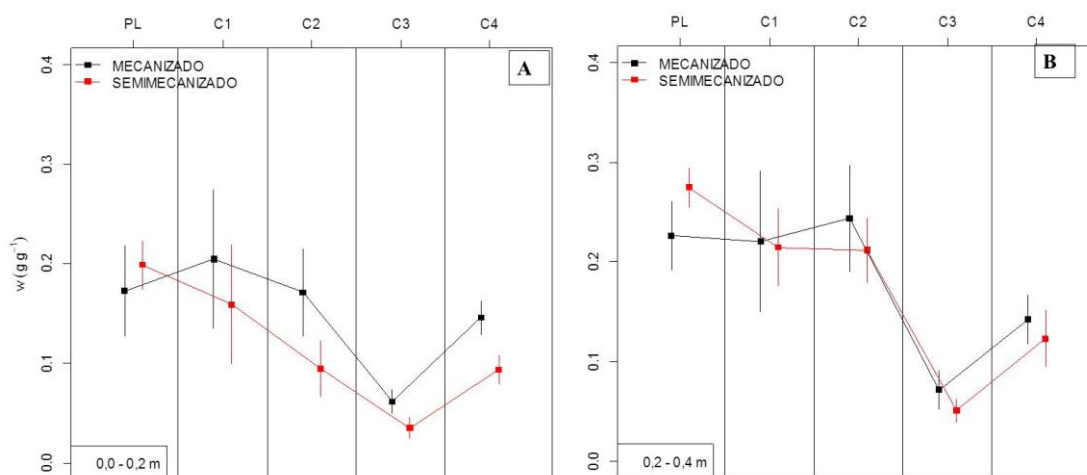 PL C1 C2 C3 C4
MECANIZADO
SEMIMECANIZADO
A
w (g g⁻¹)
0,4
0,3
0,2
0,1
0,0
0,0 - 0,2 m
PL C1 C2 C3 C4
MECANIZADO
SEMIMECANIZADO
B
0,4
0,3
0,2
0,1
0,0
0,2 - 0,4 m